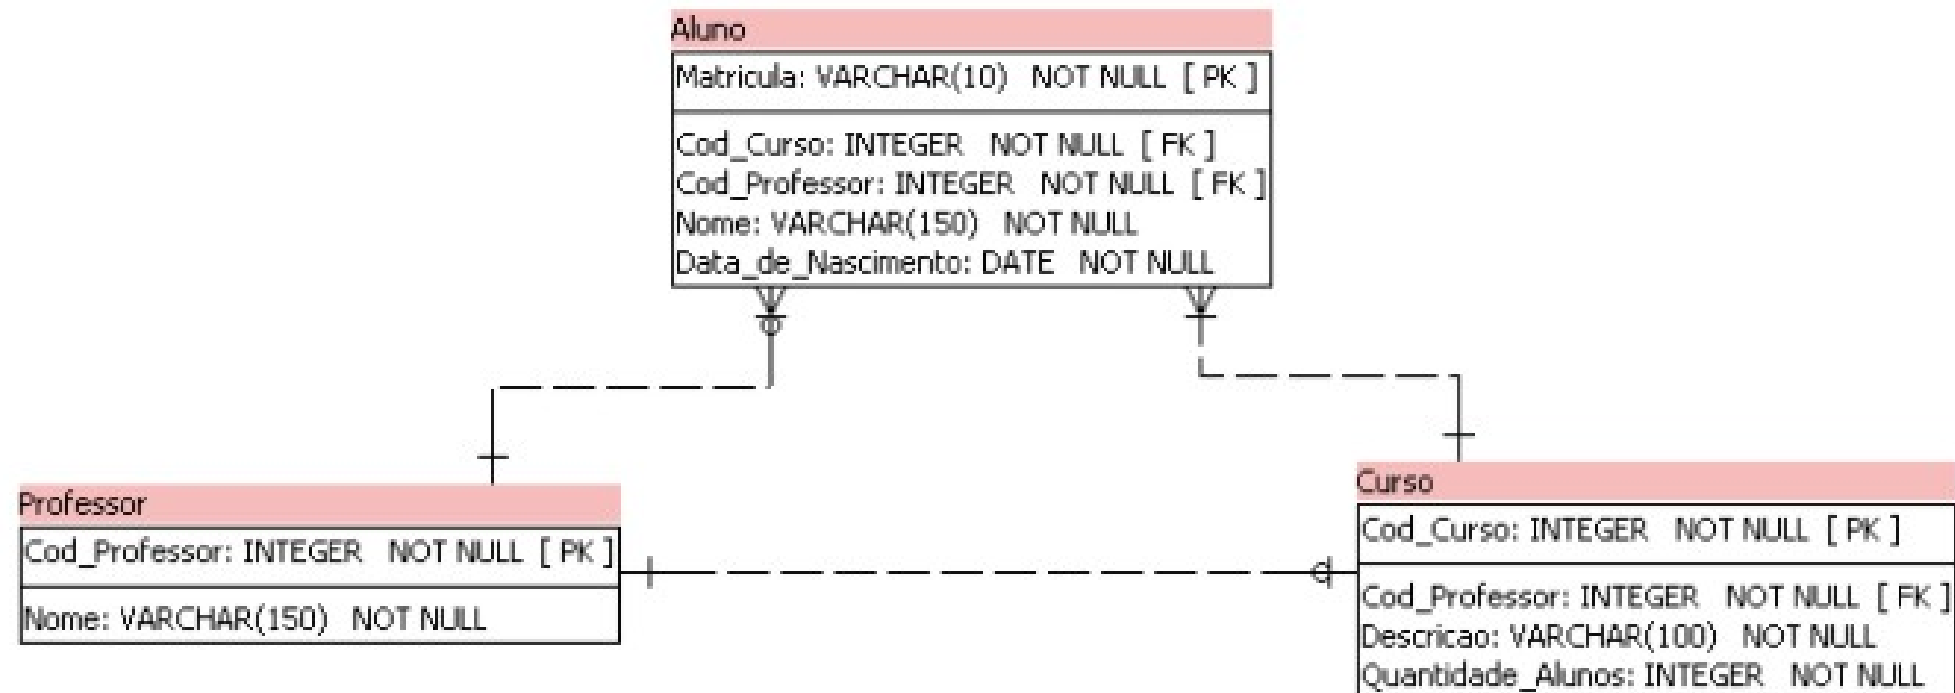 Aluno
Matricula: VARCHAR(10) NOT NULL [ PK ]
Cod_Curso: INTEGER NOT NULL [ FK ]
Cod_Professor: INTEGER NOT NULL [ FK ]
Nome: VARCHAR(150) NOT NULL
Data_de_Nascimento: DATE NOT NULL
Professor
Cod_Professor: INTEGER NOT NULL [ PK ]
Nome: VARCHAR(150) NOT NULL
Curso
Cod_Curso: INTEGER NOT NULL [ PK ]
Cod_Professor: INTEGER NOT NULL [ FK ]
Descricao: VARCHAR(100) NOT NULL
Quantidade_Alunos: INTEGER NOT NULL